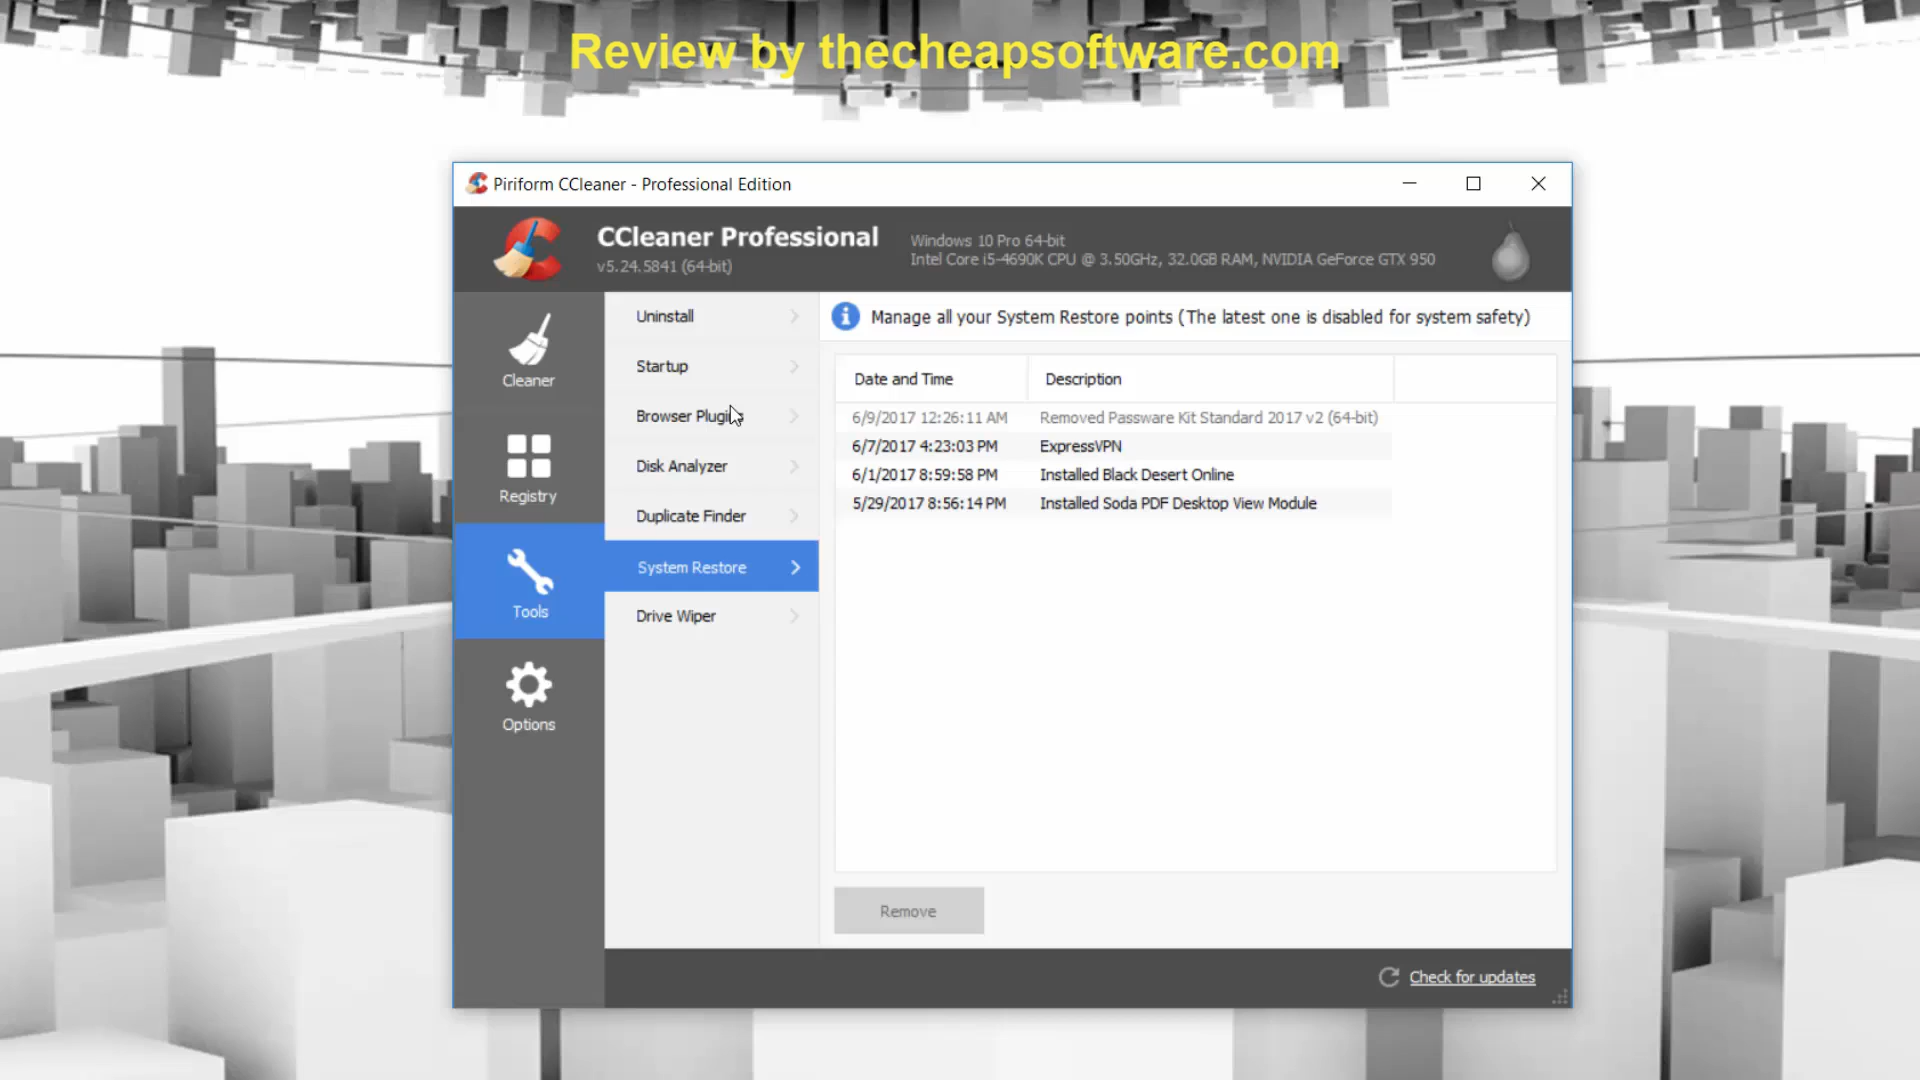 Review by thecheapsoftware.com
Piriform CCleaner - Professional Edition
CCleaner Professional
v5.24.5841 (64-bit)
Windows 10 Pro 64-bit
Intel Core i5-4690K CPU @ 3.50GHz, 32.0GB RAM, NVIDIA GeForce GTX 950
Cleaner
Registry
Tools
Options
Uninstall
Startup
Browser Plugins
Disk Analyzer
Duplicate Finder
System Restore
Drive Wiper
Manage all your System Restore points (The latest one is disabled for system safety)
Date and Time Description
6/9/2017 12:26:11 AM Removed Passware Kit Standard 2017 v2 (64-bit)
6/7/2017 4:23:03 PM ExpressVPN
6/1/2017 8:59:58 PM Installed Black Desert Online
5/29/2017 8:56:14 PM Installed Soda PDF Desktop View Module
Remove
Check for updates